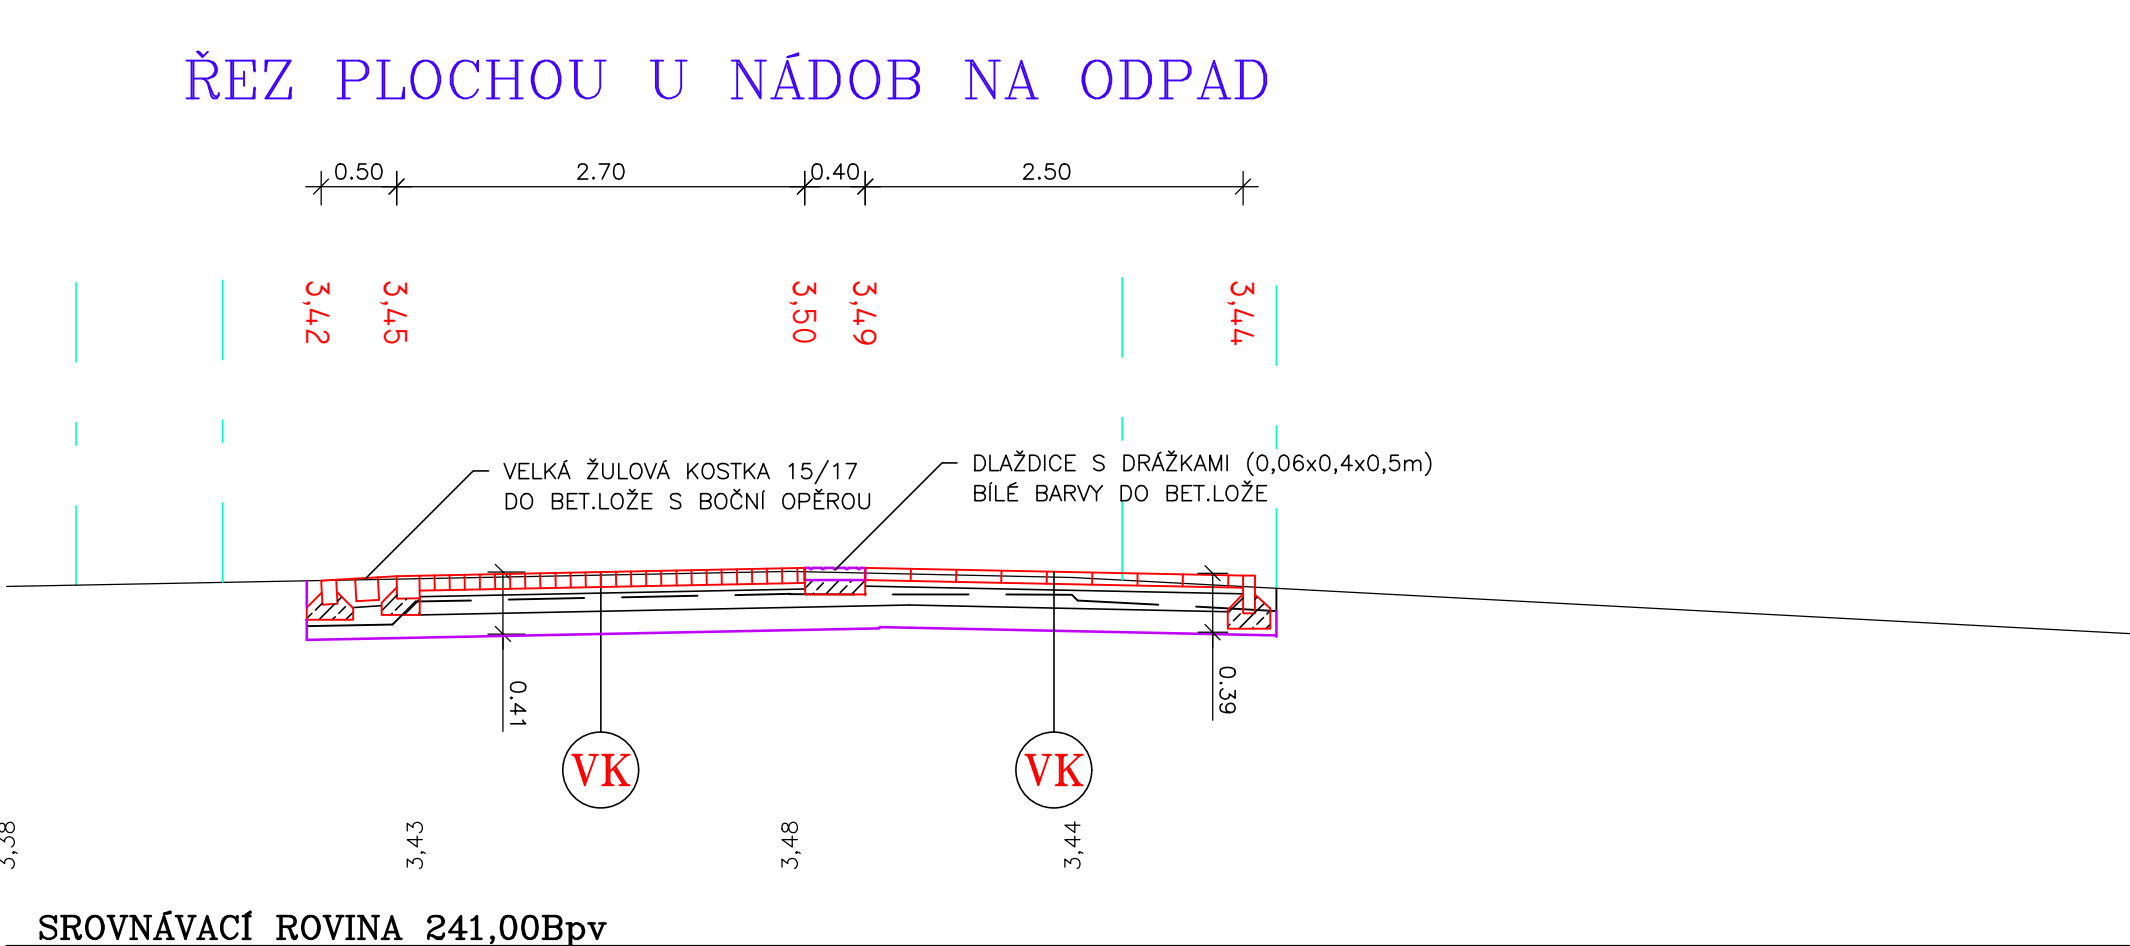 ŘEZ PLOCHOU U NÁDOB NA ODPAD
0.50 2.70 0.40 2.50
3,42 3,45 3,50 3,49 3,44
VELKÁ ŽULOVÁ KOSTKA 15/17
DO BET.LOŽE S BOČNÍ OPĚROU
DLAŽDICE S DRÁŽKAMI (0,06x0,4x0,5m)
BÍLÉ BARVY DO BET.LOŽE
0.41 0.39
VK VK
3,38 3,43 3,48 3,44
SROVNÁVACÍ ROVINA 241,00Bpv